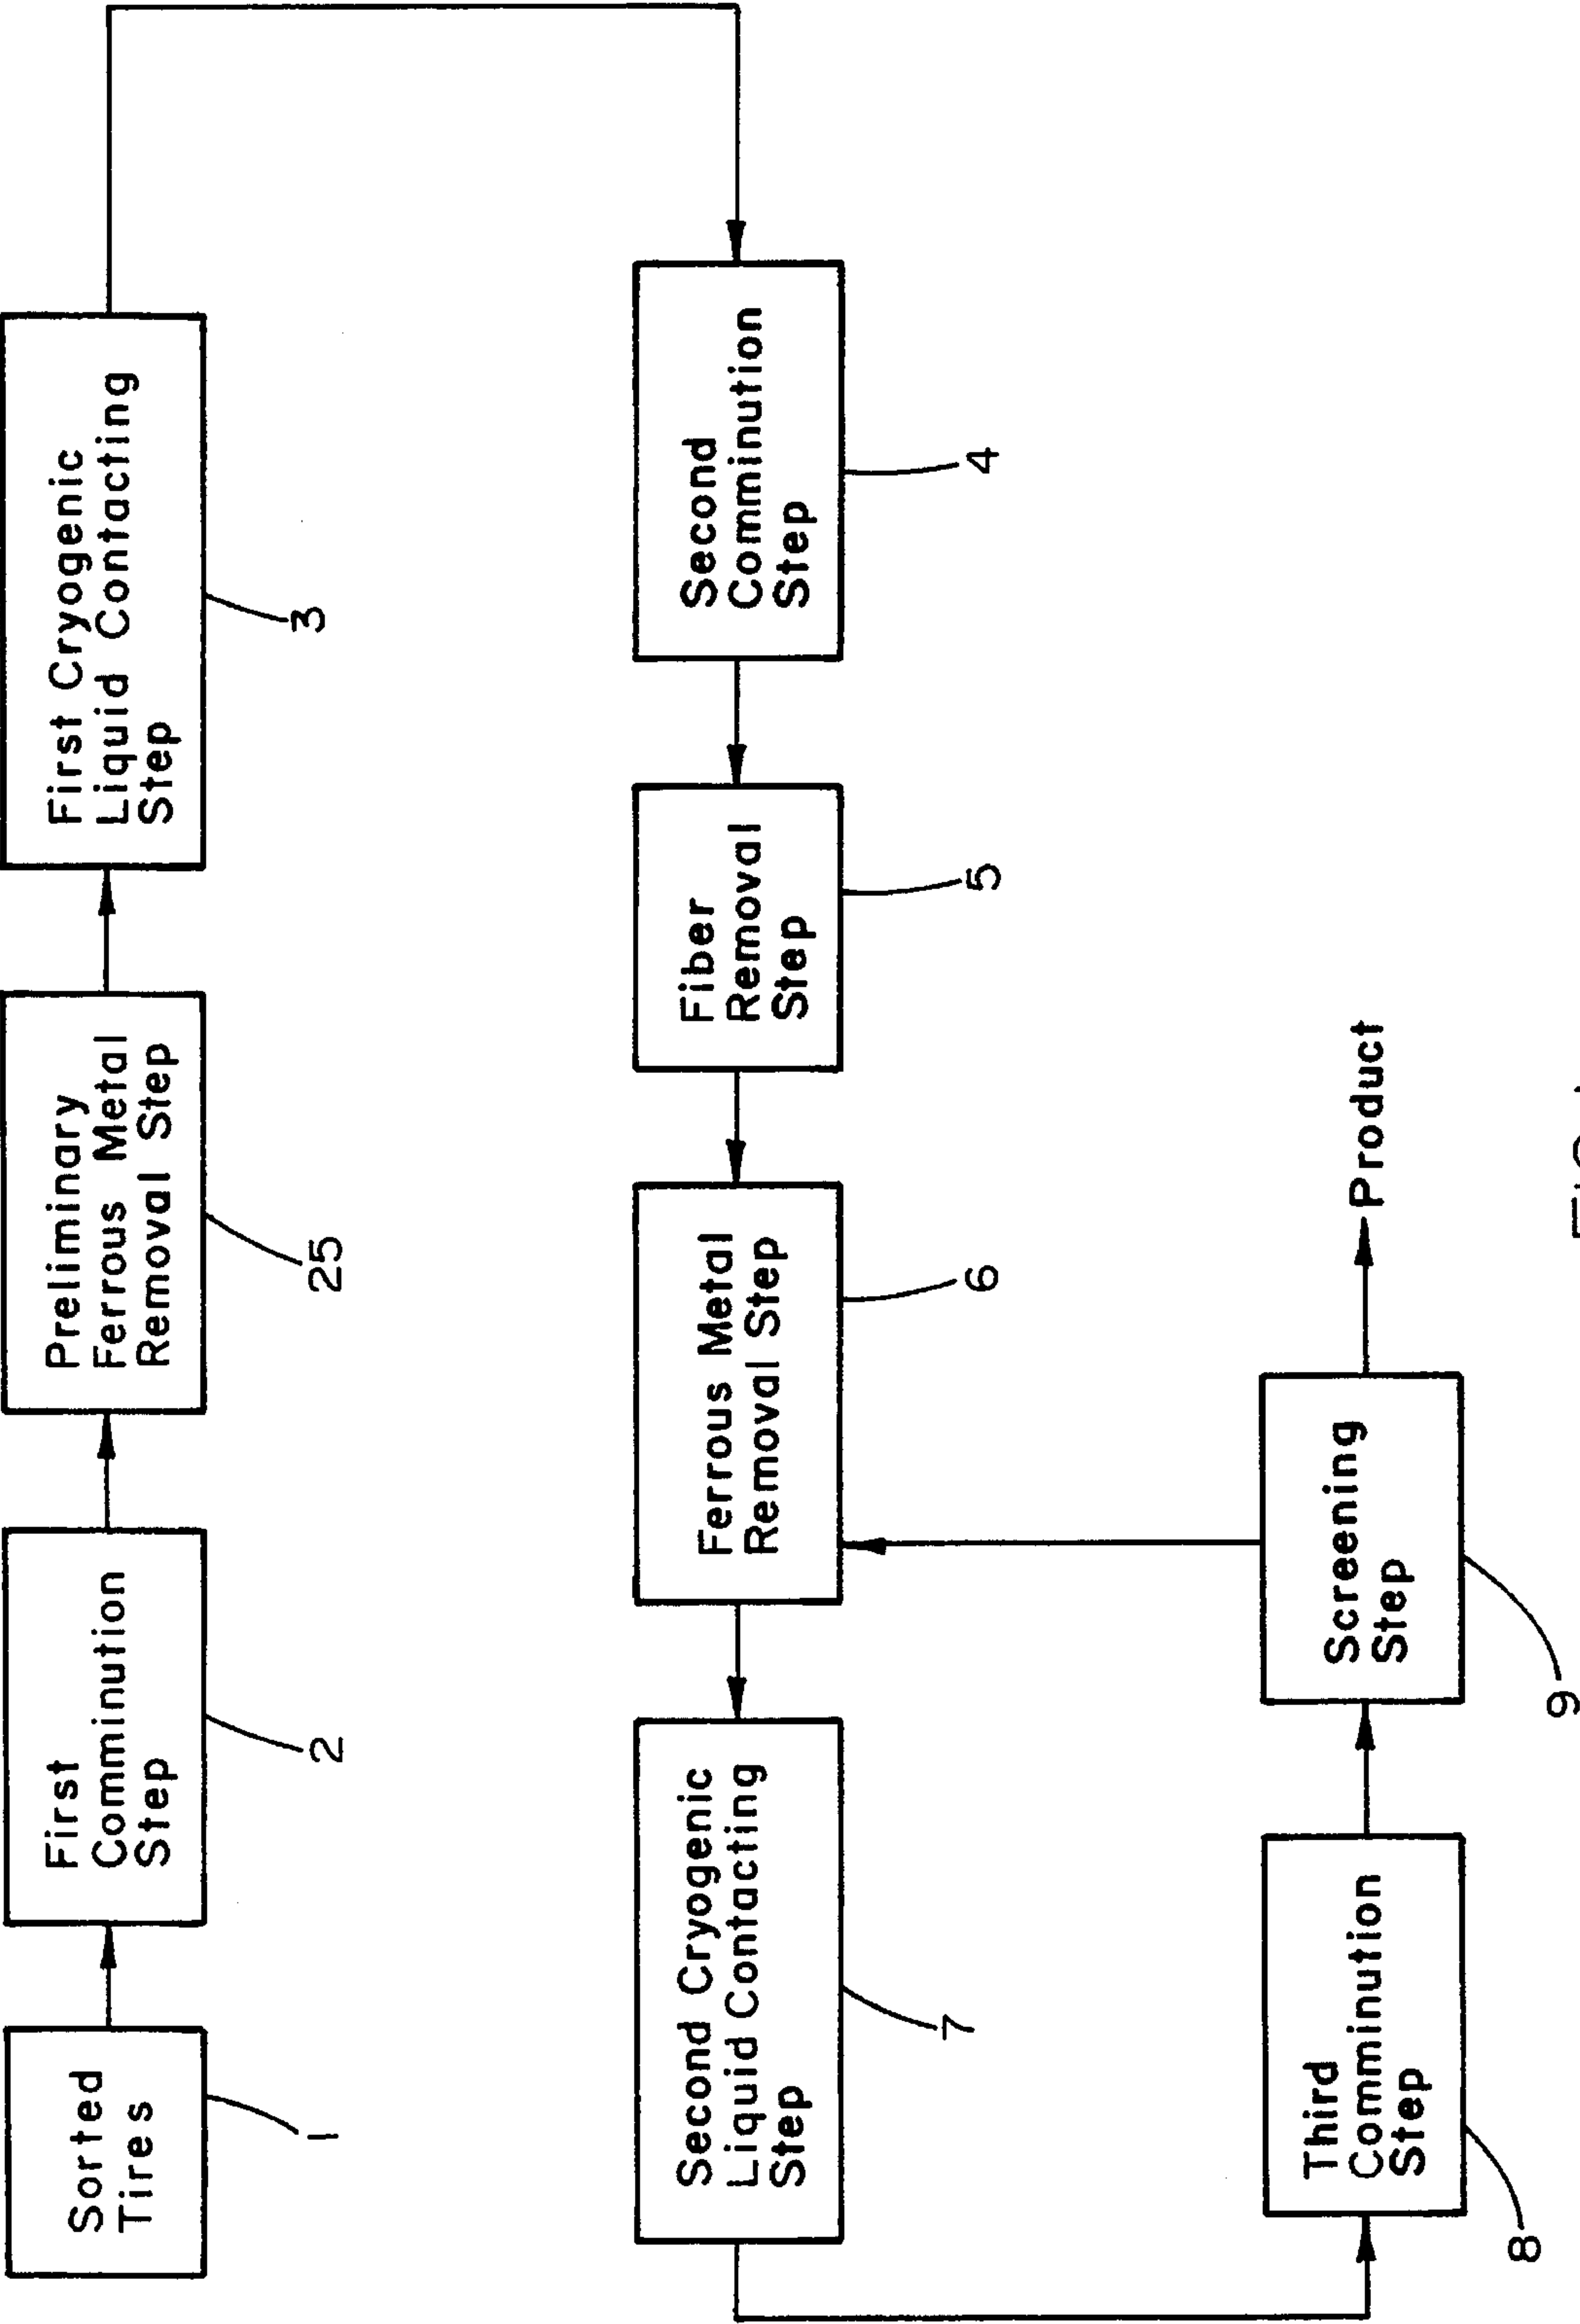 Sorted
Tires
1
First
Comminution
Step
2
Preliminary
Ferrous Metal
Removal Step
25
First Cryogenic
Liquid Contacting
Step
3
Second
Comminution
Step
4
Fiber
Removal
Step
5
Ferrous Metal
Removal Step
6
Second Cryogenic
Liquid Contacting
Step
7
Third
Comminution
Step
8
Screening
Step
9
Product